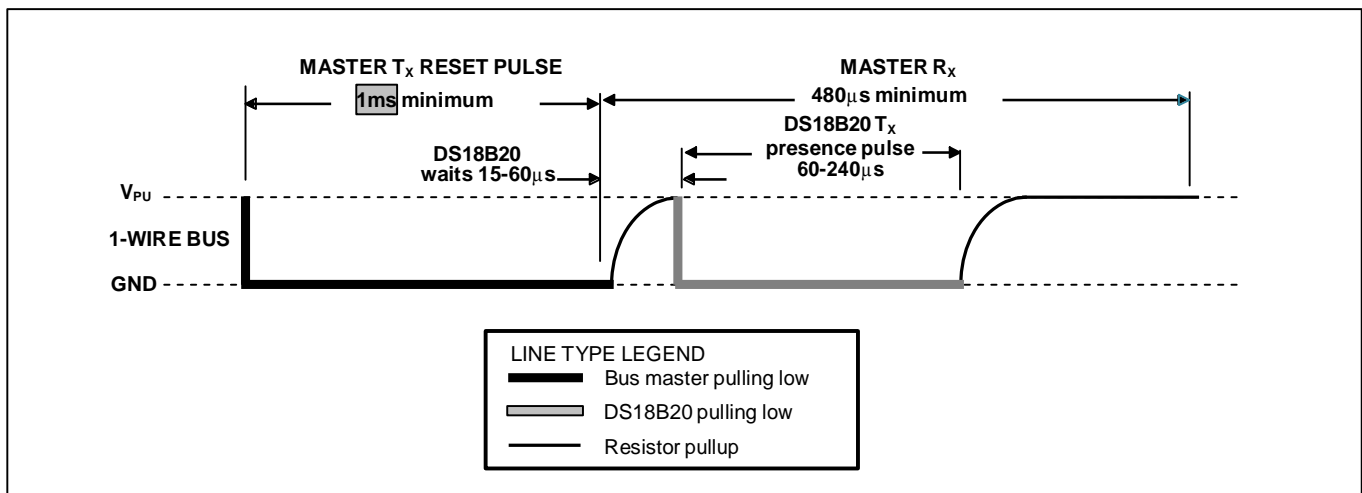 MASTER TX RESET PULSE
1ms minimum
MASTER RX
480μs minimum
DS18B20 TX
presence pulse
60-240μs
DS18B20
waits 15-60μs
VPU
1-WIRE BUS
GND
LINE TYPE LEGEND
Bus master pulling low
DS18B20 pulling low
Resistor pullup